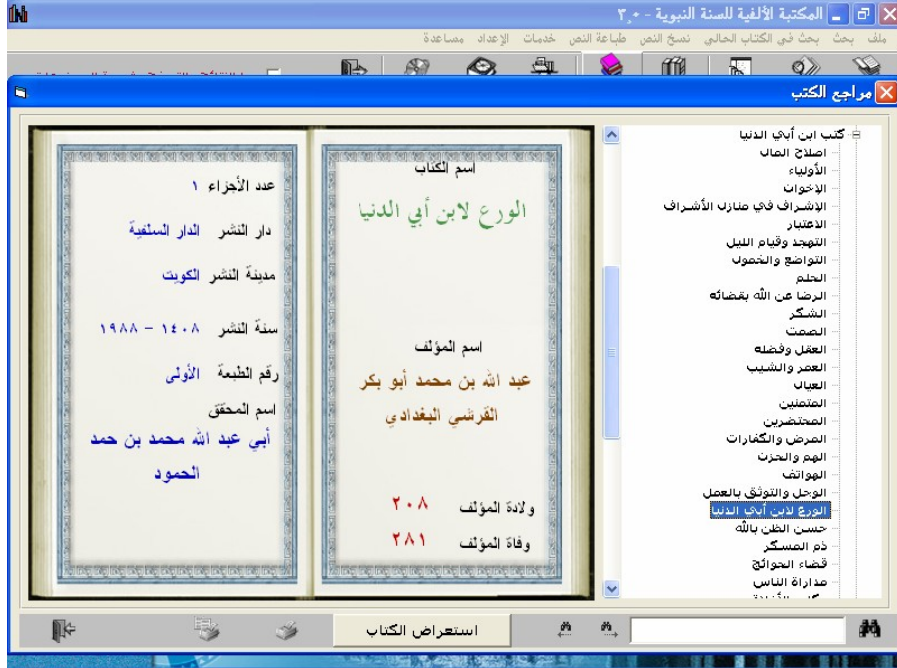 المكتبة الألفية للسنة النبوية - ٣,٠
ملف بحث بحث في الكتاب الحالي نسخ النص طباعة النص خدمات الإعداد مساعدة
مراجع الكتب
كتب ابن أبي الدنيا
اصلاح المال
الأولياء
الإخوان
الإشراف في منازل الأشراف
الاعتبار
التهجد وقيام الليل
التواضع والخمول
الحلم
الرضا عن الله بقضائه
الشكر
الصمت
العقل وفضله
العمر والشيب
العيال
المتمنين
المحتضرين
المرض والكفارات
الهم والحزن
الهواتف
الوجل والتوثق بالعمل
الورع لابن أبي الدنيا
حسن الظن بالله
ذم المسكر
قضاء الحوائج
مداراة الناس
اسم الكتاب
الورع لابن أبي الدنيا
اسم المؤلف
عبد الله بن محمد أبو بكر
القرشي البغدادي
ولادة المؤلف ٢٠٨
وفاة المؤلف ٢٨١
عدد الأجزاء ١
دار النشر الدار السلفية
مدينة النشر الكويت
سنة النشر ١٤٠٨ – ١٩٨٨
رقم الطبعة الأولى
اسم المحقق
أبي عبد الله محمد بن حمد
الحمود
استعراض الكتاب